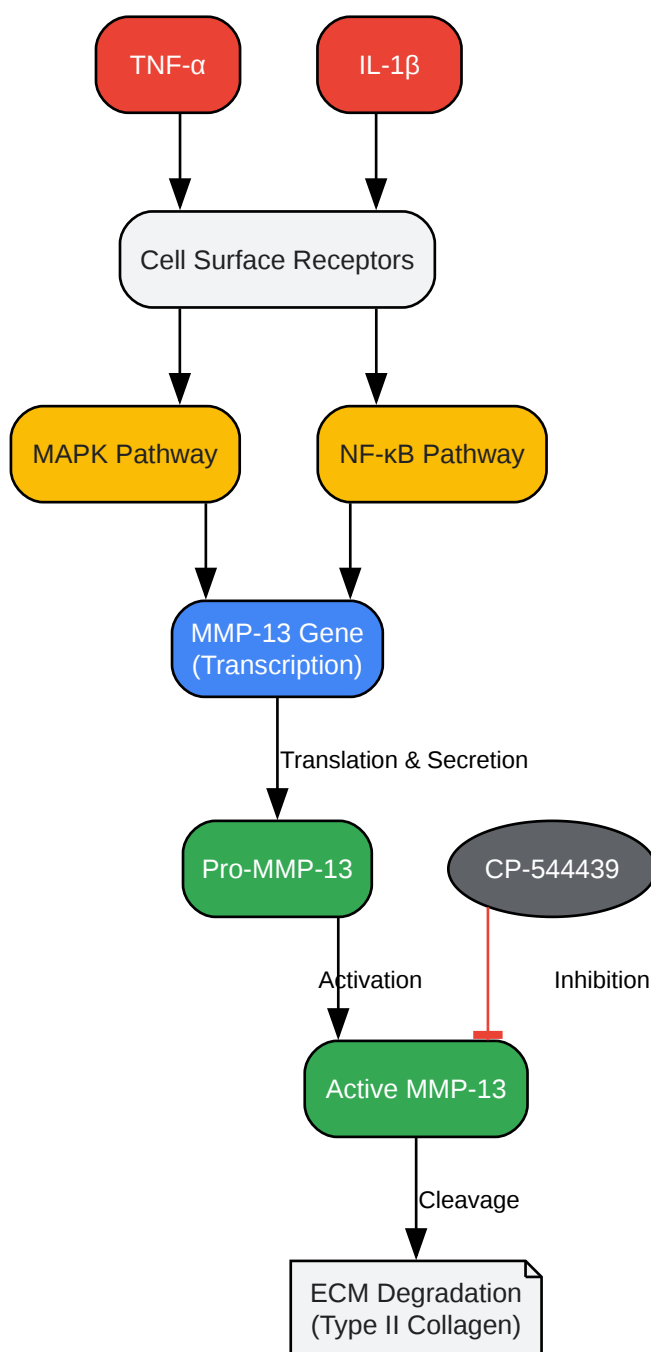 TNF-α
IL-1β
Cell Surface Receptors
MAPK Pathway
NF-κB Pathway
MMP-13 Gene
(Transcription)
Translation & Secretion
Pro-MMP-13
CP-544439
Activation
Inhibition
Active MMP-13
Cleavage
ECM Degradation
(Type II Collagen)